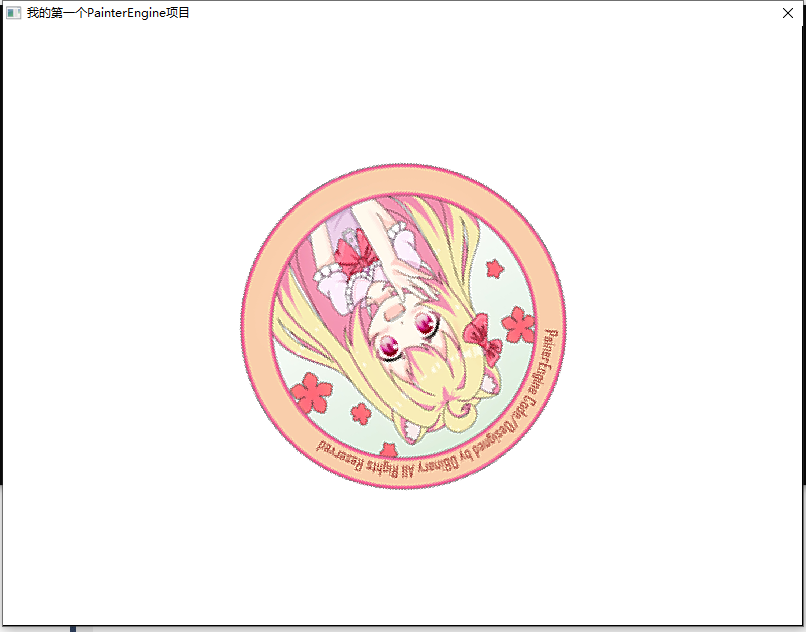 我的第一个PainterEngine项目
PainterEngine Code/Designed by DBinary All Rights Reserved